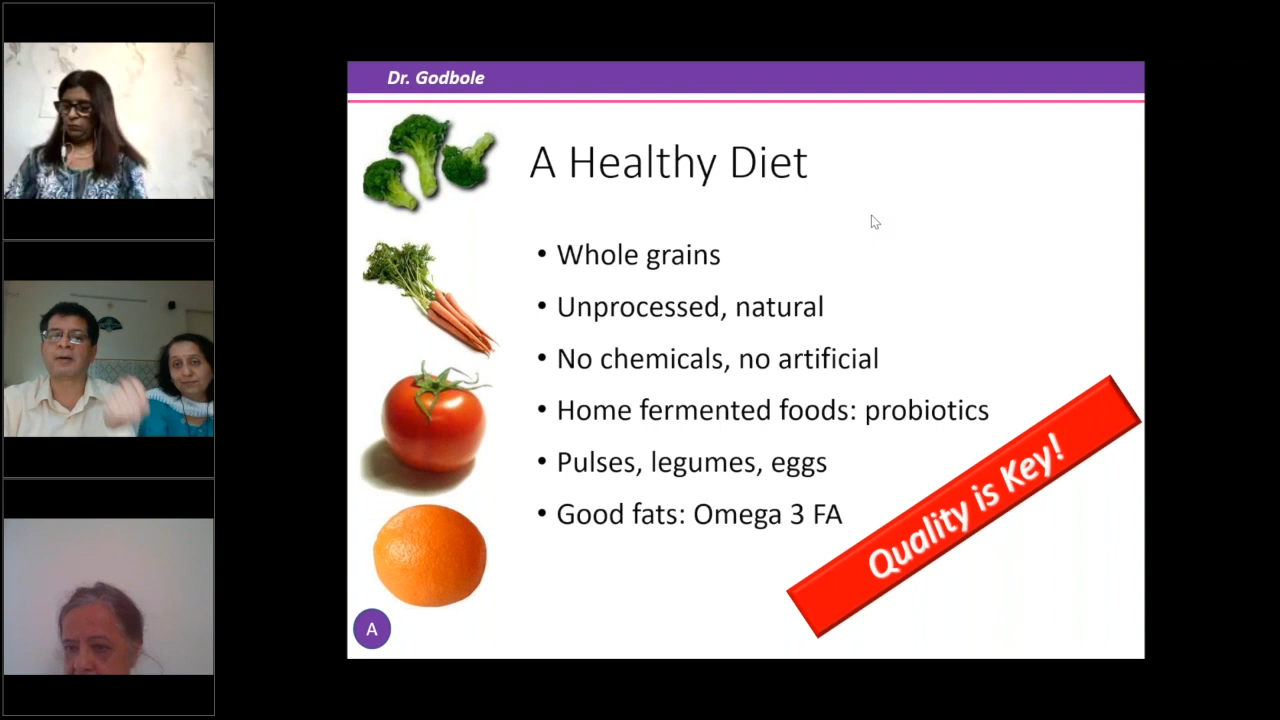 Dr. Godbole
A Healthy Diet
• Whole grains
• Unprocessed, natural
• No chemicals, no artificial
• Home fermented foods: probiotics
• Pulses, legumes, eggs
• Good fats: Omega 3 FA
Quality is Key!
A